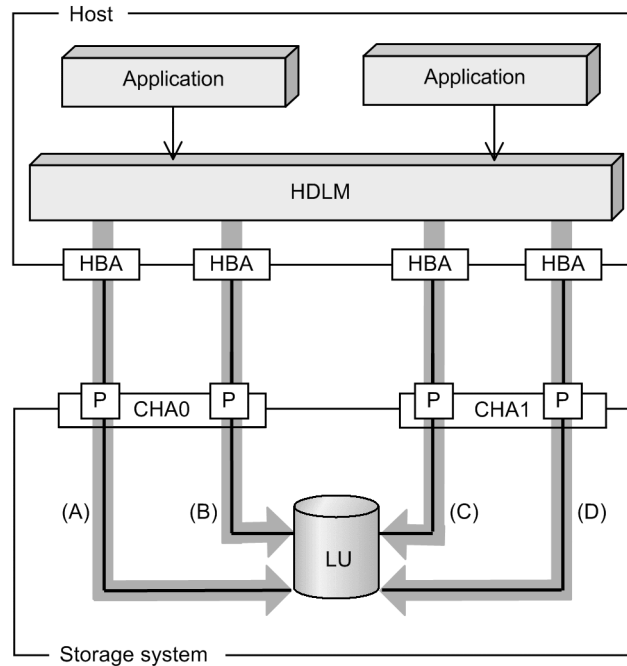 Host
Application Application
HDLM
HBA HBA HBA HBA
P CHA0 P P CHA1 P
(A) (B) (C) (D)
LU
Storage system